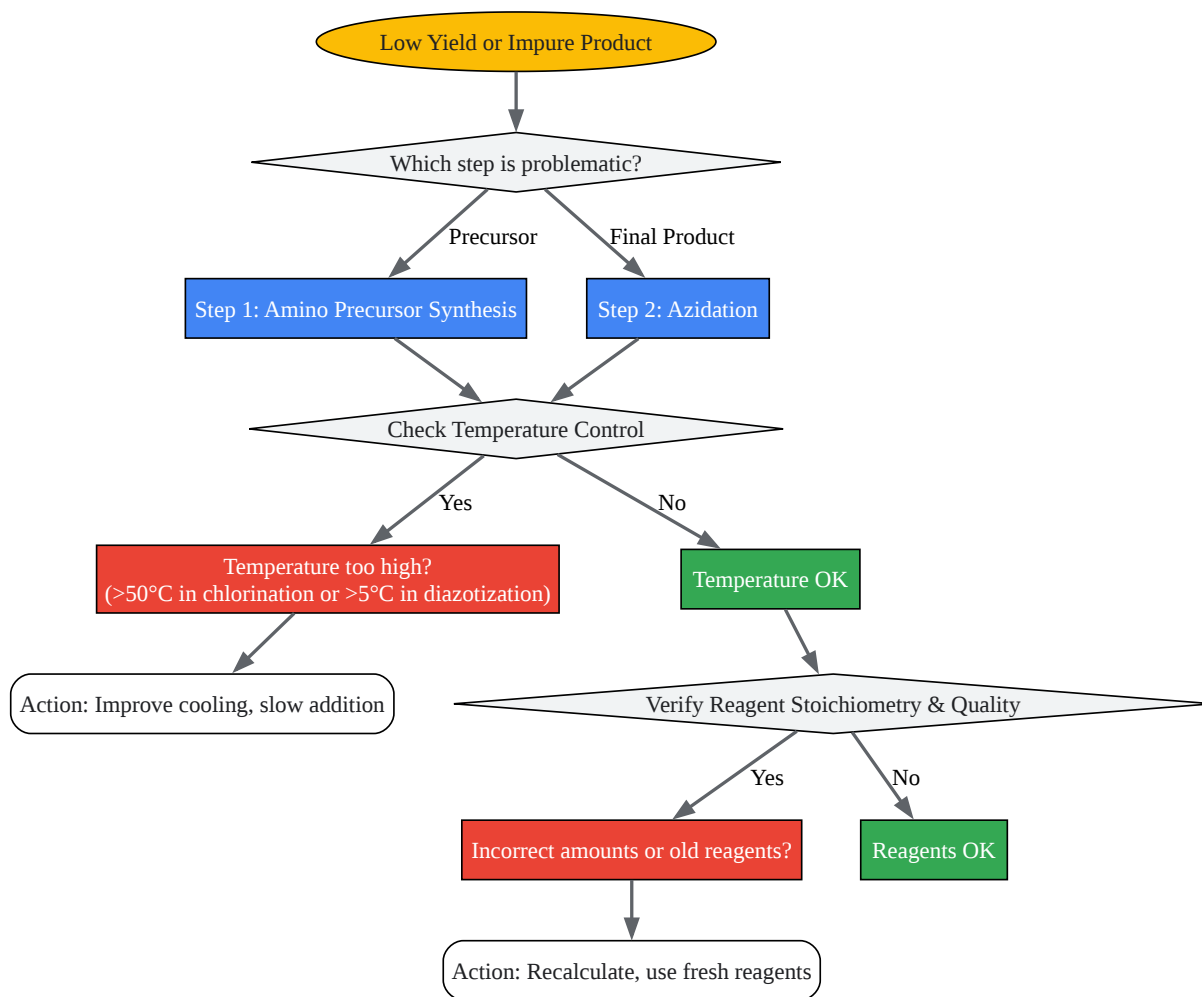 Low Yield or Impure Product
Which step is problematic?
Precursor
Final Product
Step 1: Amino Precursor Synthesis
Step 2: Azidation
Check Temperature Control
Yes
No
Temperature too high?
(>50°C in chlorination or >5°C in diazotization)
Temperature OK
Action: Improve cooling, slow addition
Verify Reagent Stoichiometry & Quality
Yes
No
Incorrect amounts or old reagents?
Reagents OK
Action: Recalculate, use fresh reagents